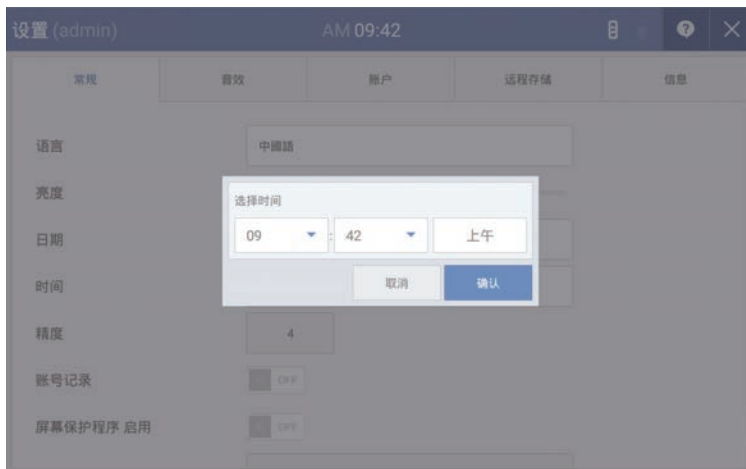 设置 (admin) AM 09:42
常规 音效 账户 远程存储 信息
语言 中國語
亮度
选择时间
日期 09 : 42 上午
时间 取消 确认
精度 4
账号记录 OFF
屏幕保护程序 启用 OFF